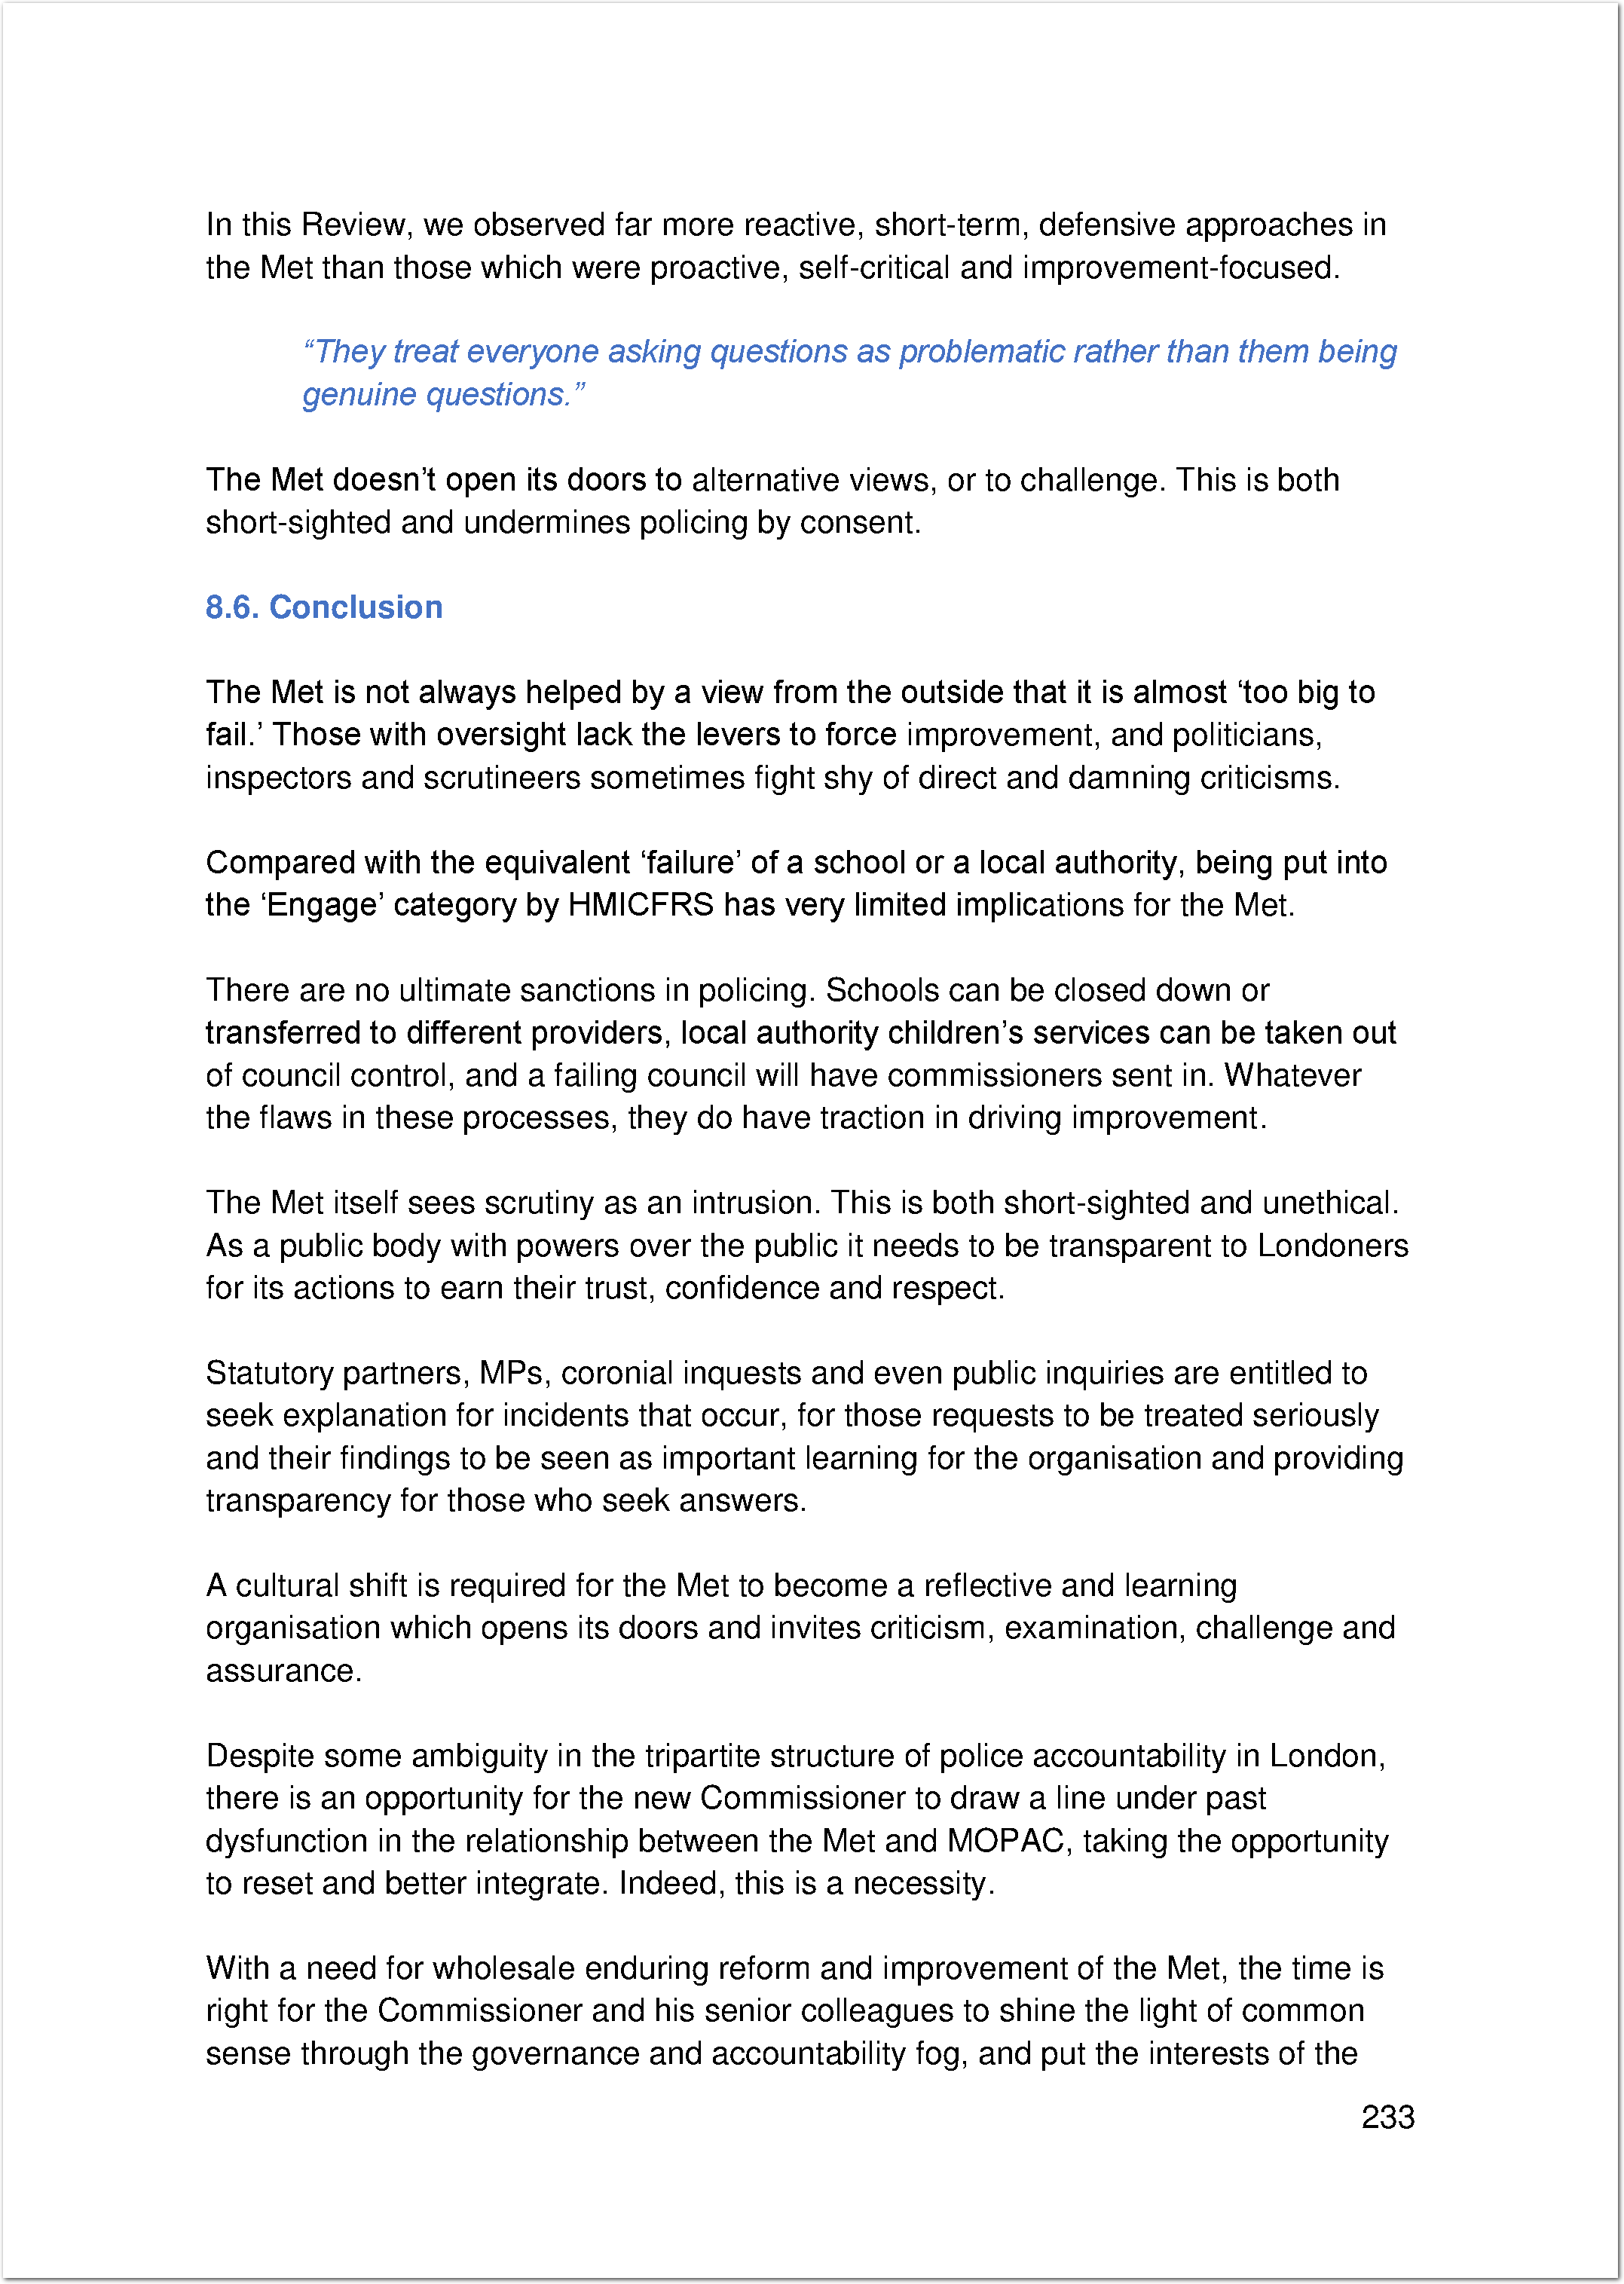 In this Review, we observed far more reactive, short-term, defensive approaches in
the Met than those which were proactive, self-critical and improvement-focused.
“They treat everyone asking questions as problematic rather than them being
genuine questions.”
The Met doesn’t open its doors to alternative views, or to challenge. This is both
short-sighted and undermines policing by consent.
8.6. Conclusion
The Met is not always helped by a view from the outside that it is almost ‘too big to
fail.’ Those with oversight lack the levers to force improvement, and politicians,
inspectors and scrutineers sometimes fight shy of direct and damning criticisms.
Compared with the equivalent ‘failure’ of a school or a local authority, being put into
the ‘Engage’ category by HMICFRS has very limited implications for the Met.
There are no ultimate sanctions in policing. Schools can be closed down or
transferred to different providers, local authority children’s services can be taken out
of council control, and a failing council will have commissioners sent in. Whatever
the flaws in these processes, they do have traction in driving improvement.
The Met itself sees scrutiny as an intrusion. This is both short-sighted and unethical.
As a public body with powers over the public it needs to be transparent to Londoners
for its actions to earn their trust, confidence and respect.
Statutory partners, MPs, coronial inquests and even public inquiries are entitled to
seek explanation for incidents that occur, for those requests to be treated seriously
and their findings to be seen as important learning for the organisation and providing
transparency for those who seek answers.
A cultural shift is required for the Met to become a reflective and learning
organisation which opens its doors and invites criticism, examination, challenge and
assurance.
Despite some ambiguity in the tripartite structure of police accountability in London,
there is an opportunity for the new Commissioner to draw a line under past
dysfunction in the relationship between the Met and MOPAC, taking the opportunity
to reset and better integrate. Indeed, this is a necessity.
With a need for wholesale enduring reform and improvement of the Met, the time is
right for the Commissioner and his senior colleagues to shine the light of common
sense through the governance and accountability fog, and put the interests of the
233